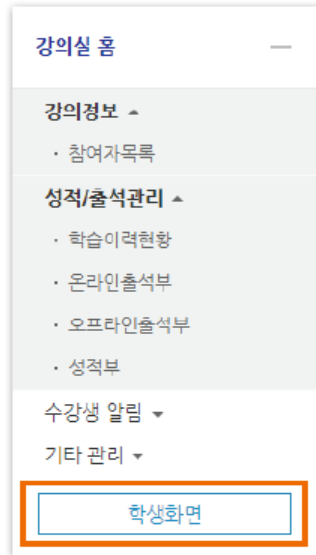 강의실 홈
강의정보
· 참여자목록
성적/출석관리
· 학습이력현황
· 온라인출석부
· 오프라인출석부
· 성적부
수강생 알림
기타 관리
학생화면